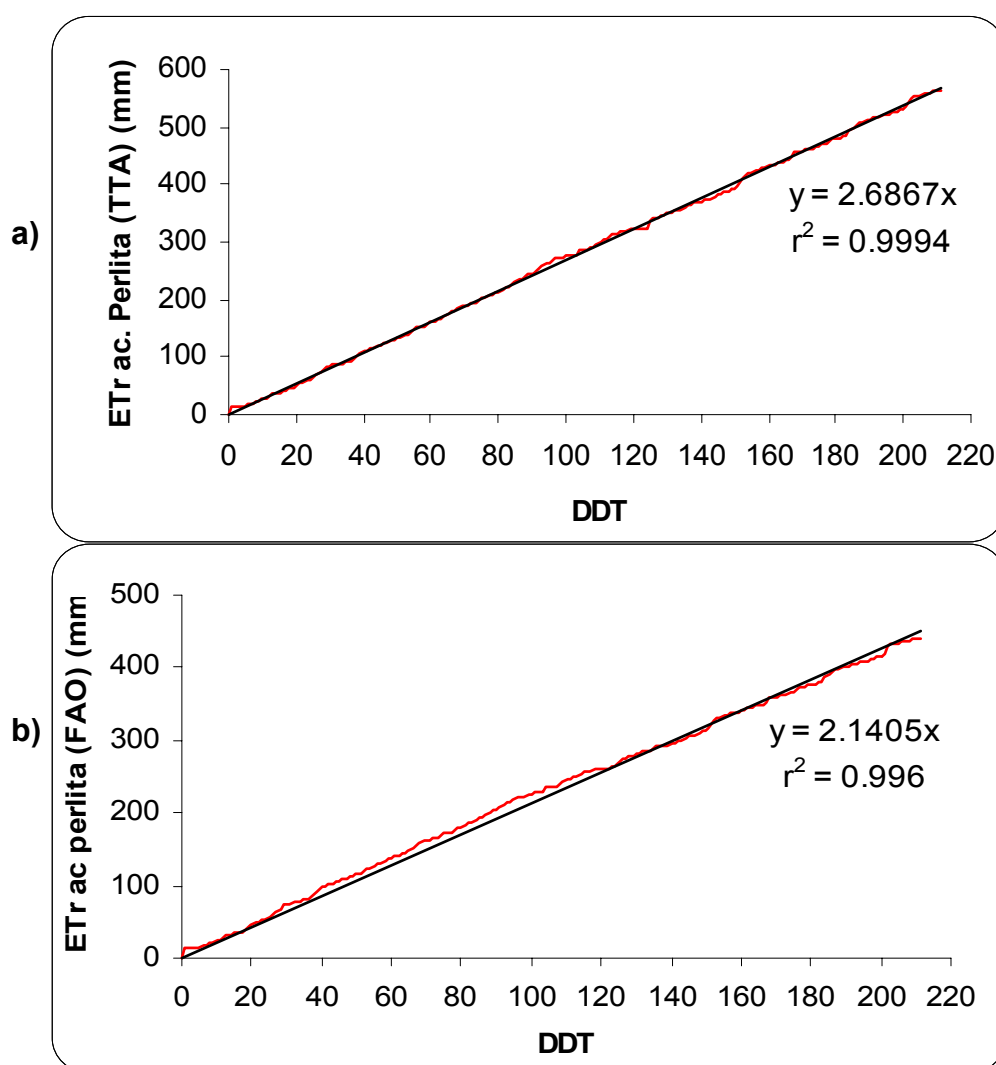 a)
ETr ac. Perlita (TTA) (mm)
600
500
400
300
200
100
0
y = 2.6867x
r² = 0.9994
0 20 40 60 80 100 120 140 160 180 200 220
DDT
b)
ETr ac perlita (FAO) (mm
500
400
300
200
100
0
y = 2.1405x
r² = 0.996
0 20 40 60 80 100 120 140 160 180 200 220
DDT